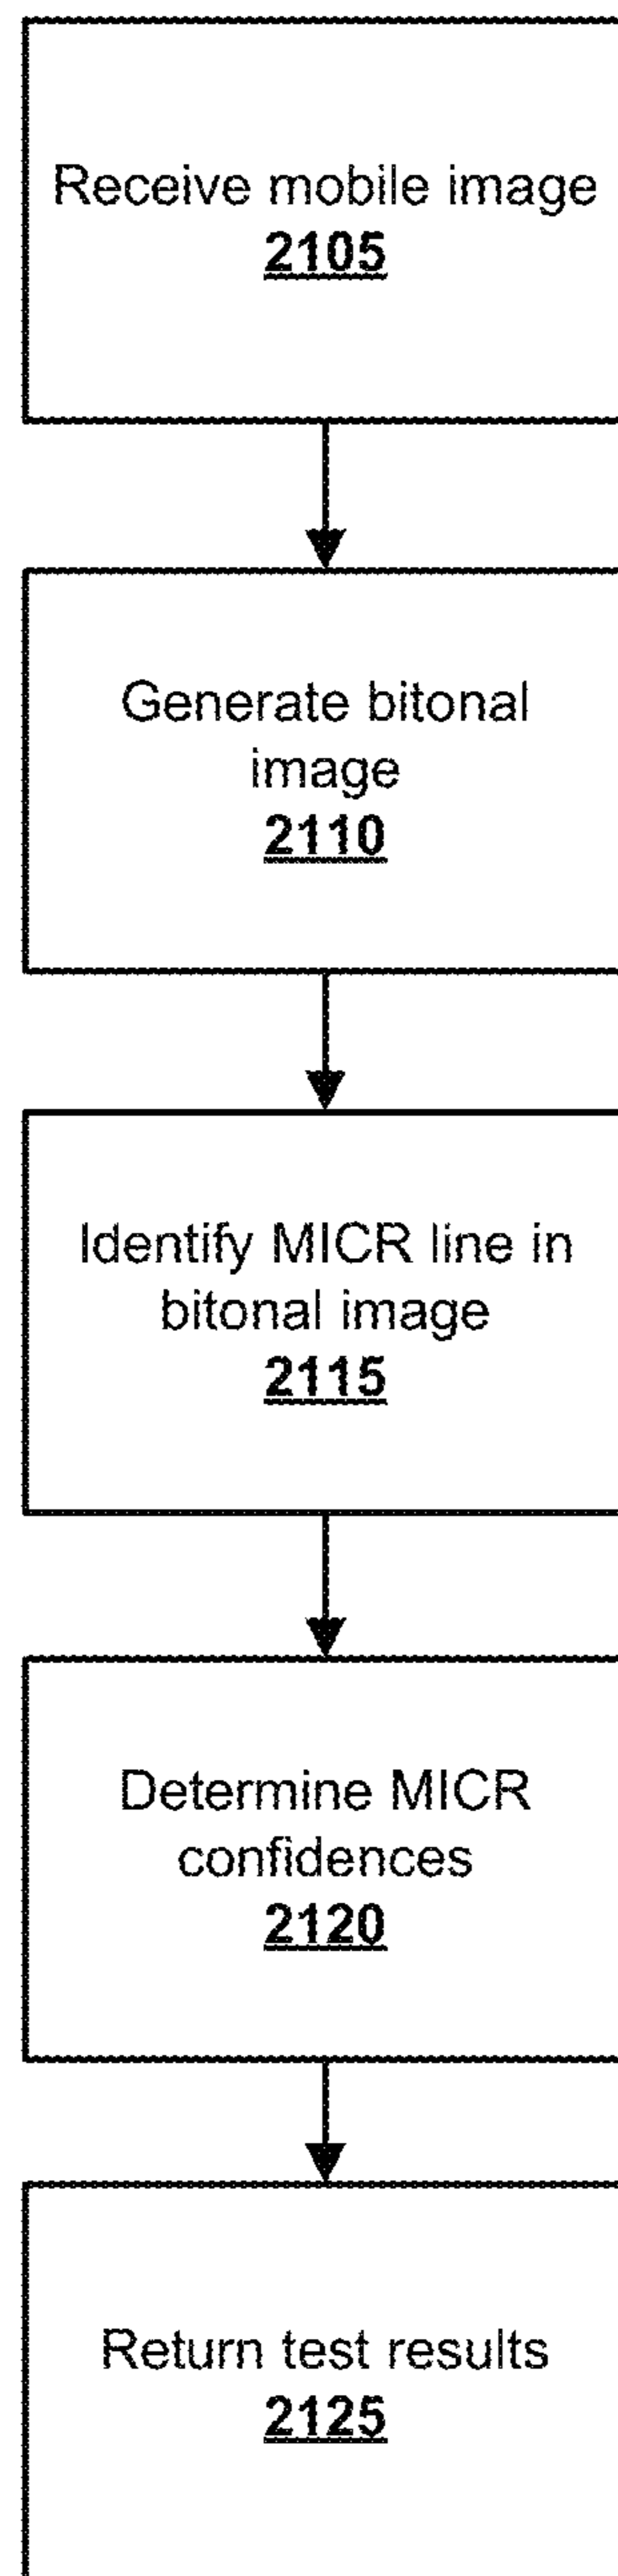 Receive mobile image
2105
Generate bitonal
image
2110
Identify MICR line in
bitonal image
2115
Determine MICR
confidences
2120
Return test results
2125